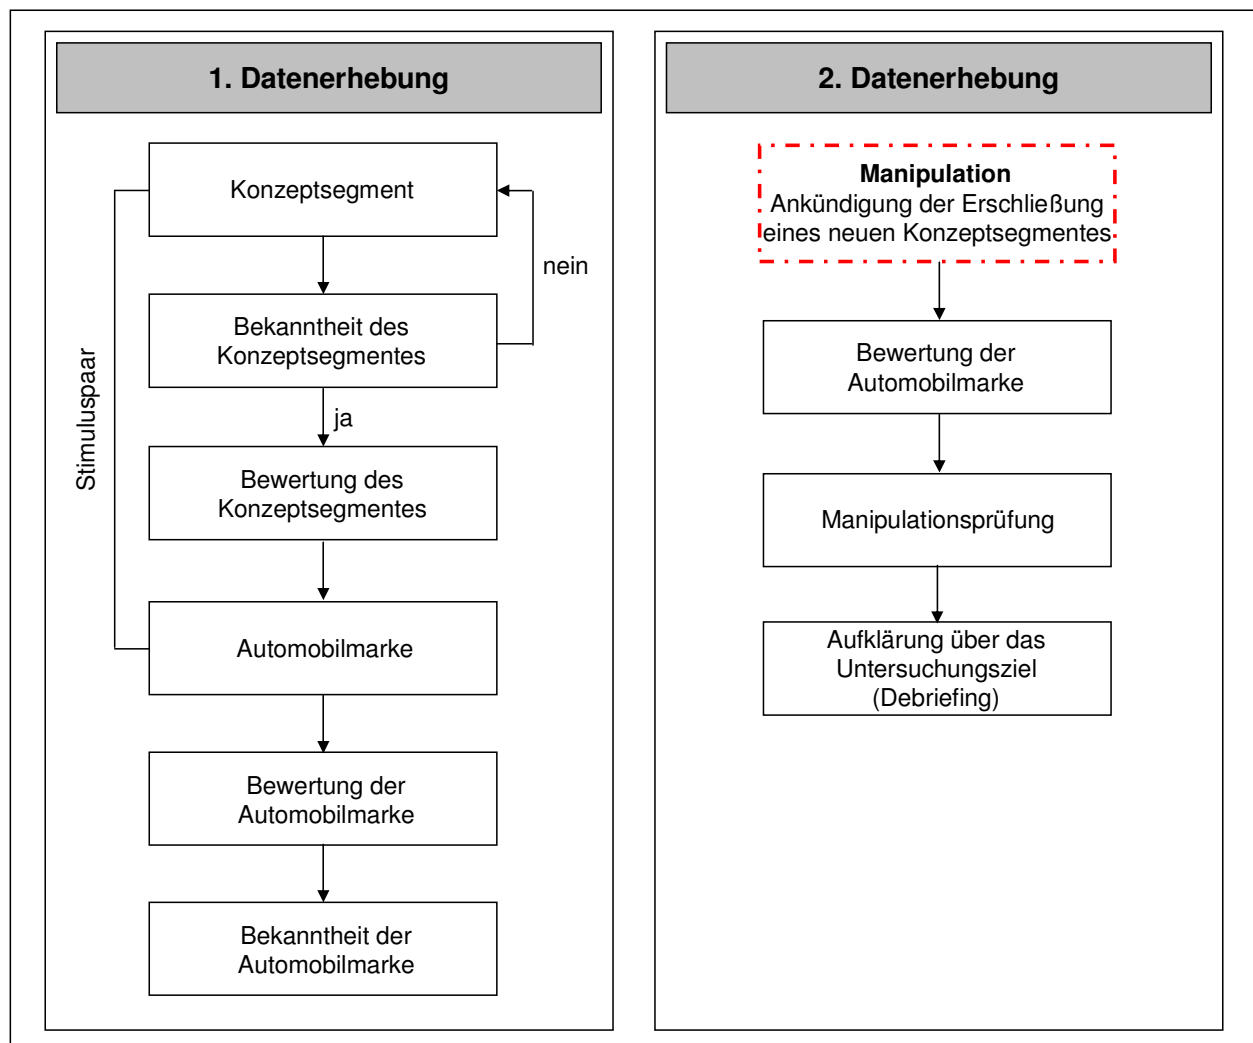 1. Datenerhebung
Konzeptsegment
nein
Bekanntheit des
Konzeptsegmentes
ja
Stimuluspaar
Bewertung des
Konzeptsegmentes
Automobilmarke
Bewertung der
Automobilmarke
Bekanntheit der
Automobilmarke
2. Datenerhebung
Manipulation
Ankündigung der Erschließung
eines neuen Konzeptsegmentes
Bewertung der
Automobilmarke
Manipulationsprüfung
Aufklärung über das
Untersuchungsziel
(Debriefing)